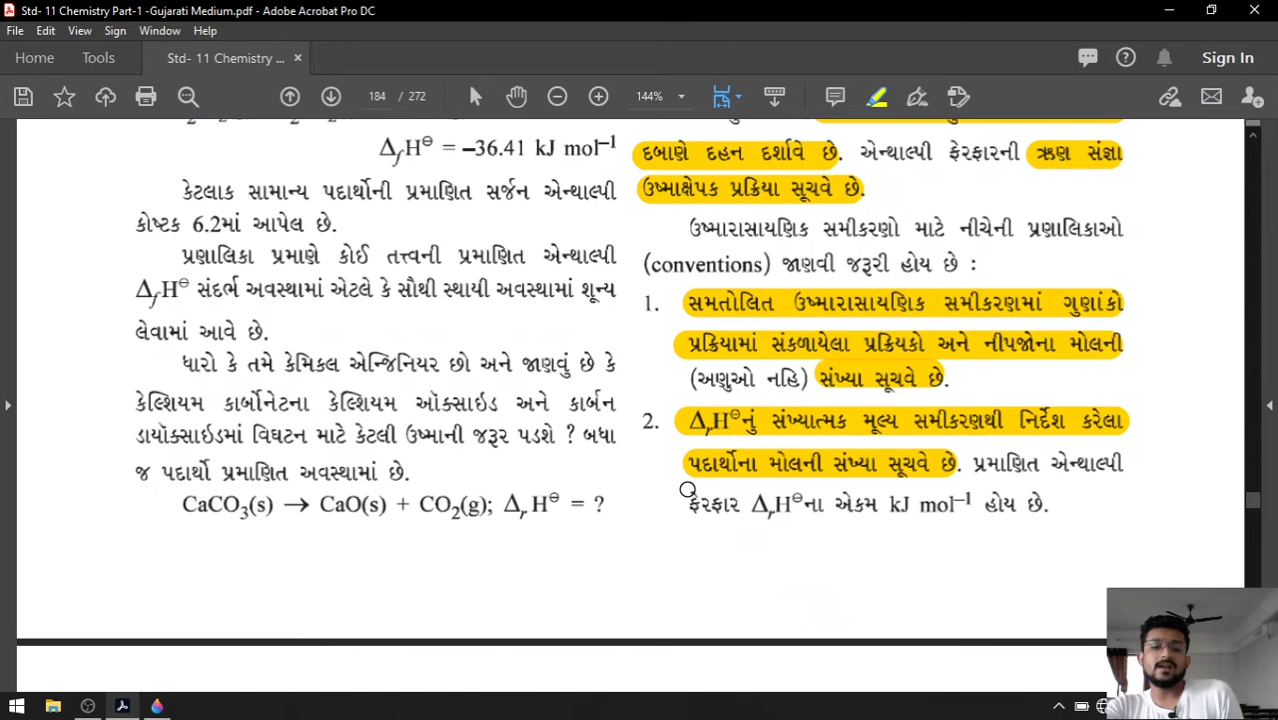 Std- 11 Chemistry Part-1 -Gujarati Medium.pdf - Adobe Acrobat Pro DC
File Edit View Sign Window Help
Home Tools Std- 11 Chemistry Part-1 ... × Sign In
184 / 272 144%
Δ_fH⊖ = –36.41 kJ mol⁻¹
કેટલાક સામાન્ય પદાર્થોની પ્રમાણિત સર્જન એન્થાલ્પી
કોષ્ટક 6.2માં આપેલ છે.
પ્રણાલિકા પ્રમાણે કોઈ તત્ત્વની પ્રમાણિત એન્થાલ્પી
Δ_fH⊖ સંદર્ભ અવસ્થામાં એટલે કે સૌથી સ્થાયી અવસ્થામાં શૂન્ય
લેવામાં આવે છે.
ધારો કે તમે કેમિકલ એન્જિનિયર છો અને જાણવું છે કે
કેલ્શિયમ કાર્બોનેટના કેલ્શિયમ ઑક્સાઇડ અને કાર્બન
ડાયૉક્સાઇડમાં વિઘટન માટે કેટલી ઉષ્માની જરૂર પડશે ? બધા
જ પદાર્થો પ્રમાણિત અવસ્થામાં છે.
CaCO₃(s) → CaO(s) + CO₂(g); Δ_r H⊖ = ?
દબાણે દહન દર્શાવે છે. એન્થાલ્પી ફેરફારની ઋણ સંજ્ઞા
ઉષ્માક્ષેપક પ્રક્રિયા સૂચવે છે.
ઉષ્મારાસાયણિક સમીકરણો માટે નીચેની પ્રણાલિકાઓ
(conventions) જાણવી જરૂરી હોય છે :
1. સમતોલિત ઉષ્મારાસાયણિક સમીકરણમાં ગુણાંકો
પ્રક્રિયામાં સંકળાયેલા પ્રક્રિયકો અને નીપજોના મોલની
(અણુઓ નહિ) સંખ્યા સૂચવે છે.
2. Δ_rH⊖નું સંખ્યાત્મક મૂલ્ય સમીકરણથી નિર્દેશ કરેલા
પદાર્થોના મોલની સંખ્યા સૂચવે છે. પ્રમાણિત એન્થાલ્પી
ફેરફાર Δ_rH⊖ના એકમ kJ mol⁻¹ હોય છે.